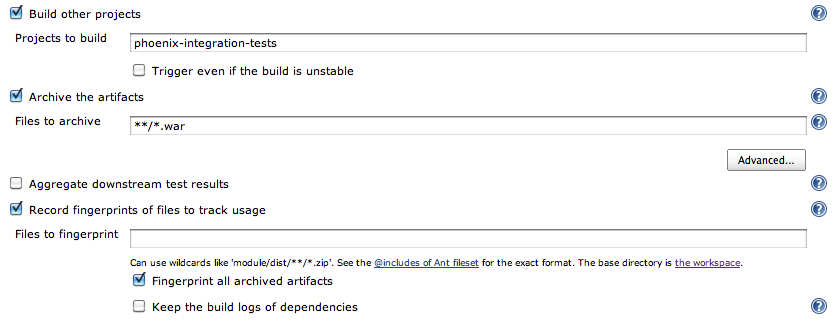 Build other projects
Projects to build phoenix-integration-tests
Trigger even if the build is unstable
Archive the artifacts
Files to archive **/*.war
Advanced...
Aggregate downstream test results
Record fingerprints of files to track usage
Files to fingerprint
Can use wildcards like 'module/dist/**/*.zip'. See the @includes of Ant fileset for the exact format. The base directory is the workspace.
Fingerprint all archived artifacts
Keep the build logs of dependencies